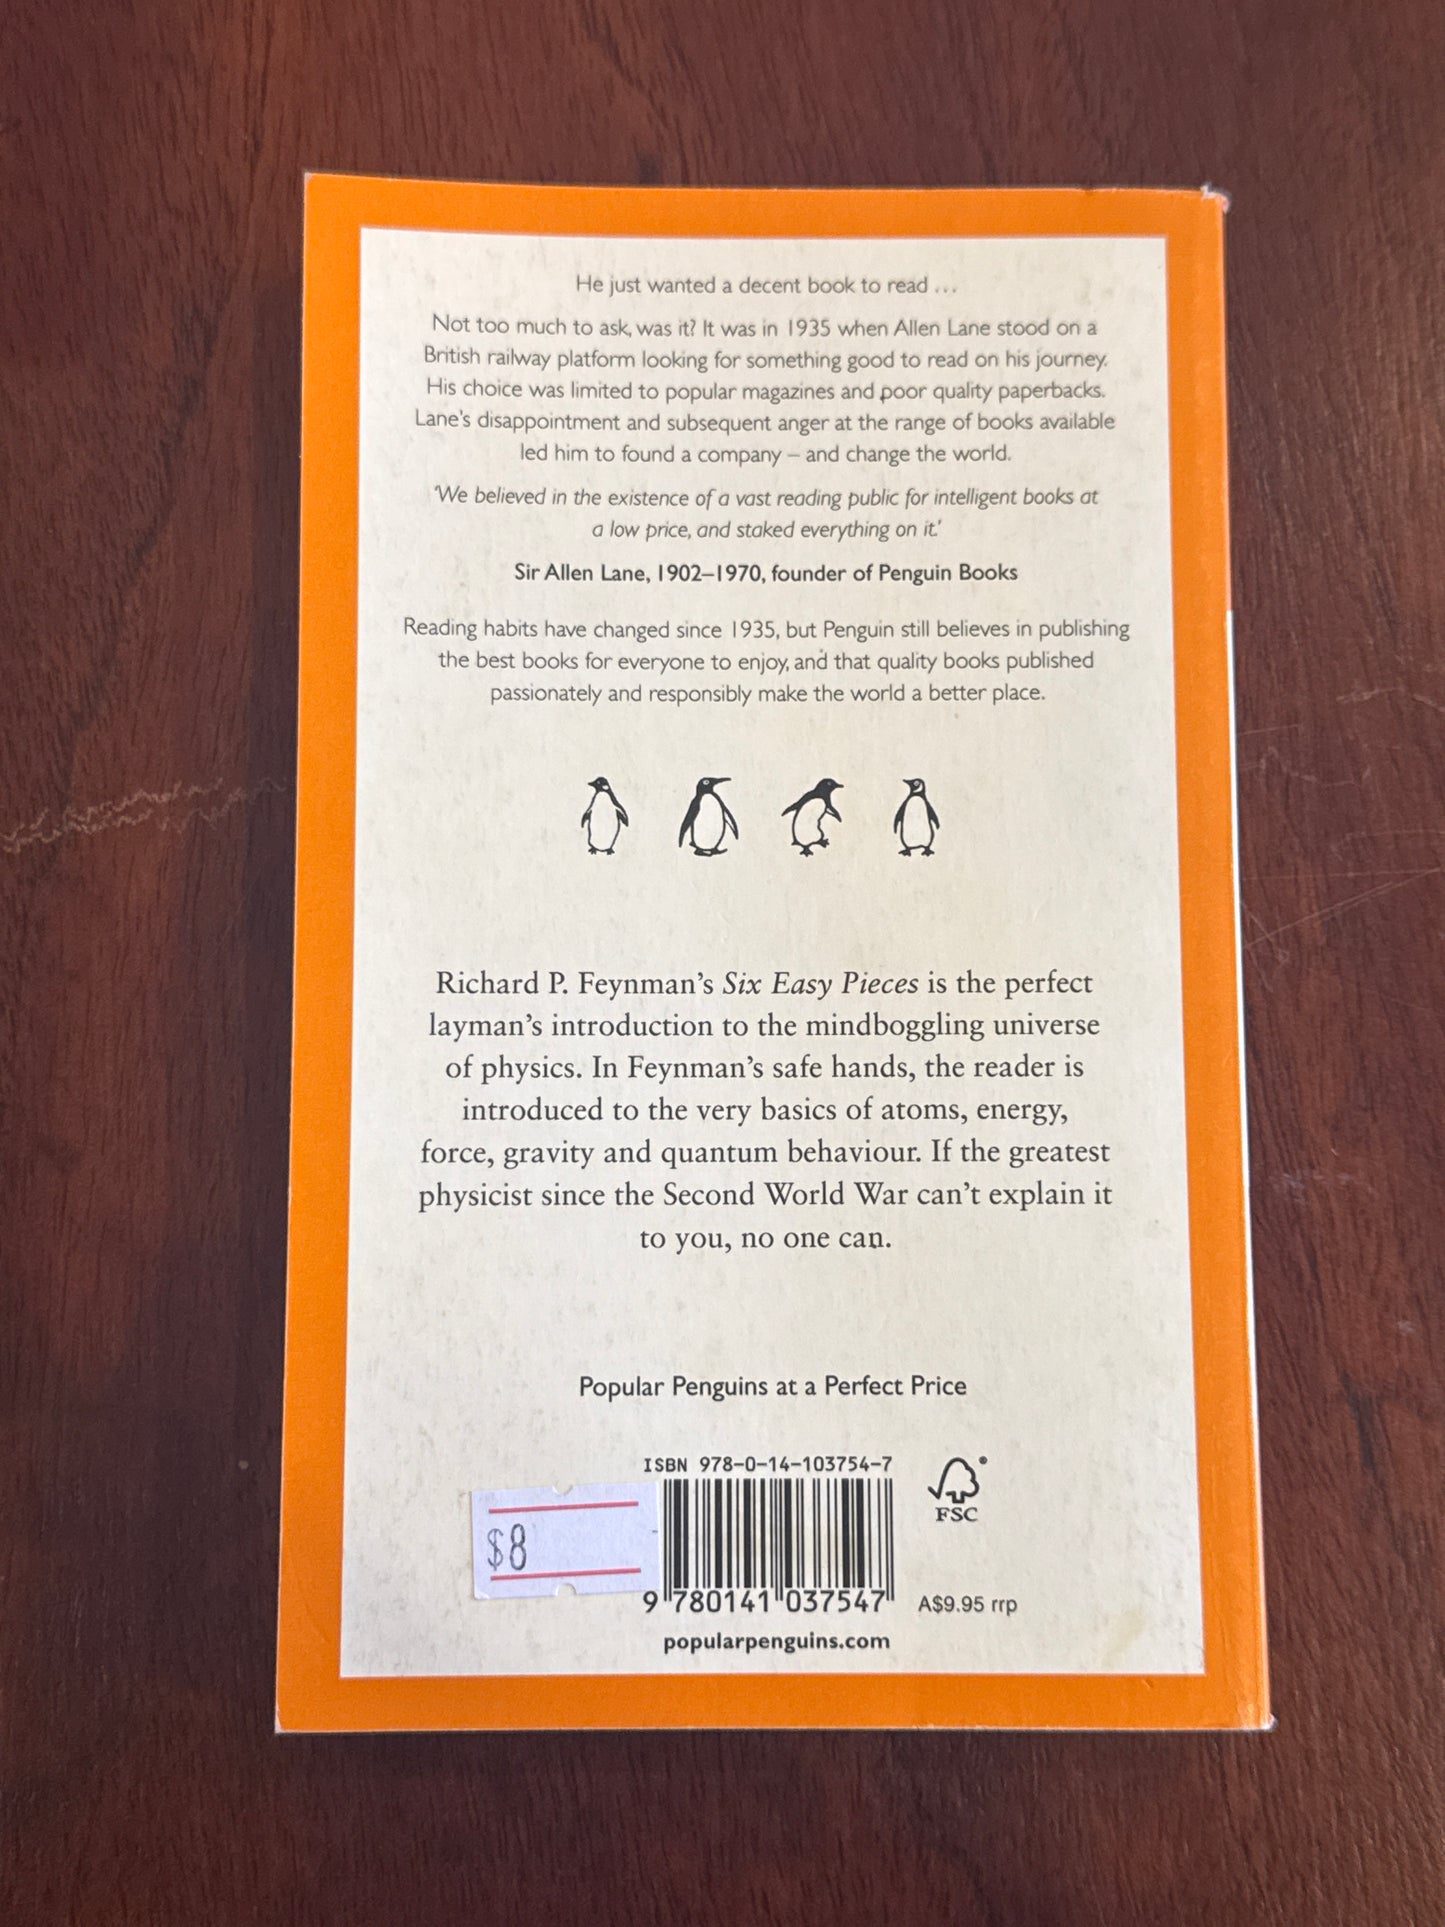 He just wanted a decent book to read …
Not too much to ask, was it? It was in 1935 when Allen Lane stood on a
British railway platform looking for something good to read on his journey.
His choice was limited to popular magazines and poor quality paperbacks.
Lane's disappointment and subsequent anger at the range of books available
led him to found a company – and change the world.
'We believed in the existence of a vast reading public for intelligent books at
a low price, and staked everything on it.'
Sir Allen Lane, 1902–1970, founder of Penguin Books
Reading habits have changed since 1935, but Penguin still believes in publishing
the best books for everyone to enjoy, and that quality books published
passionately and responsibly make the world a better place.
Richard P. Feynman's Six Easy Pieces is the perfect
layman's introduction to the mindboggling universe
of physics. In Feynman's safe hands, the reader is
introduced to the very basics of atoms, energy,
force, gravity and quantum behaviour. If the greatest
physicist since the Second World War can't explain it
to you, no one can.
Popular Penguins at a Perfect Price
ISBN 978-0-14-103754-7
FSC
$8
9 780141 037547
A$9.95 rrp
popularpenguins.com